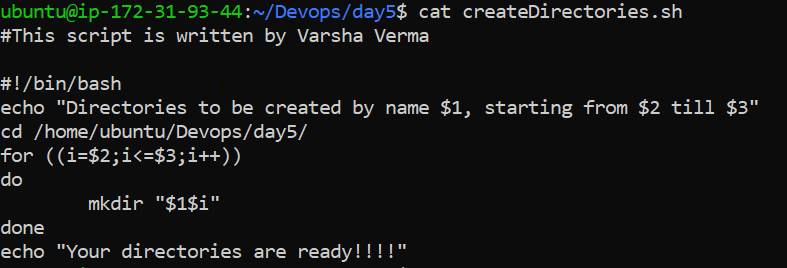 ubuntu@ip-172-31-93-44:~/Devops/day5$ cat createDirectories.sh
#This script is written by Varsha Verma

#!/bin/bash
echo "Directories to be created by name $1, starting from $2 till $3"
cd /home/ubuntu/Devops/day5/
for ((i=$2;i<=$3;i++))
do
        mkdir "$1$i"
done
echo "Your directories are ready!!!!"